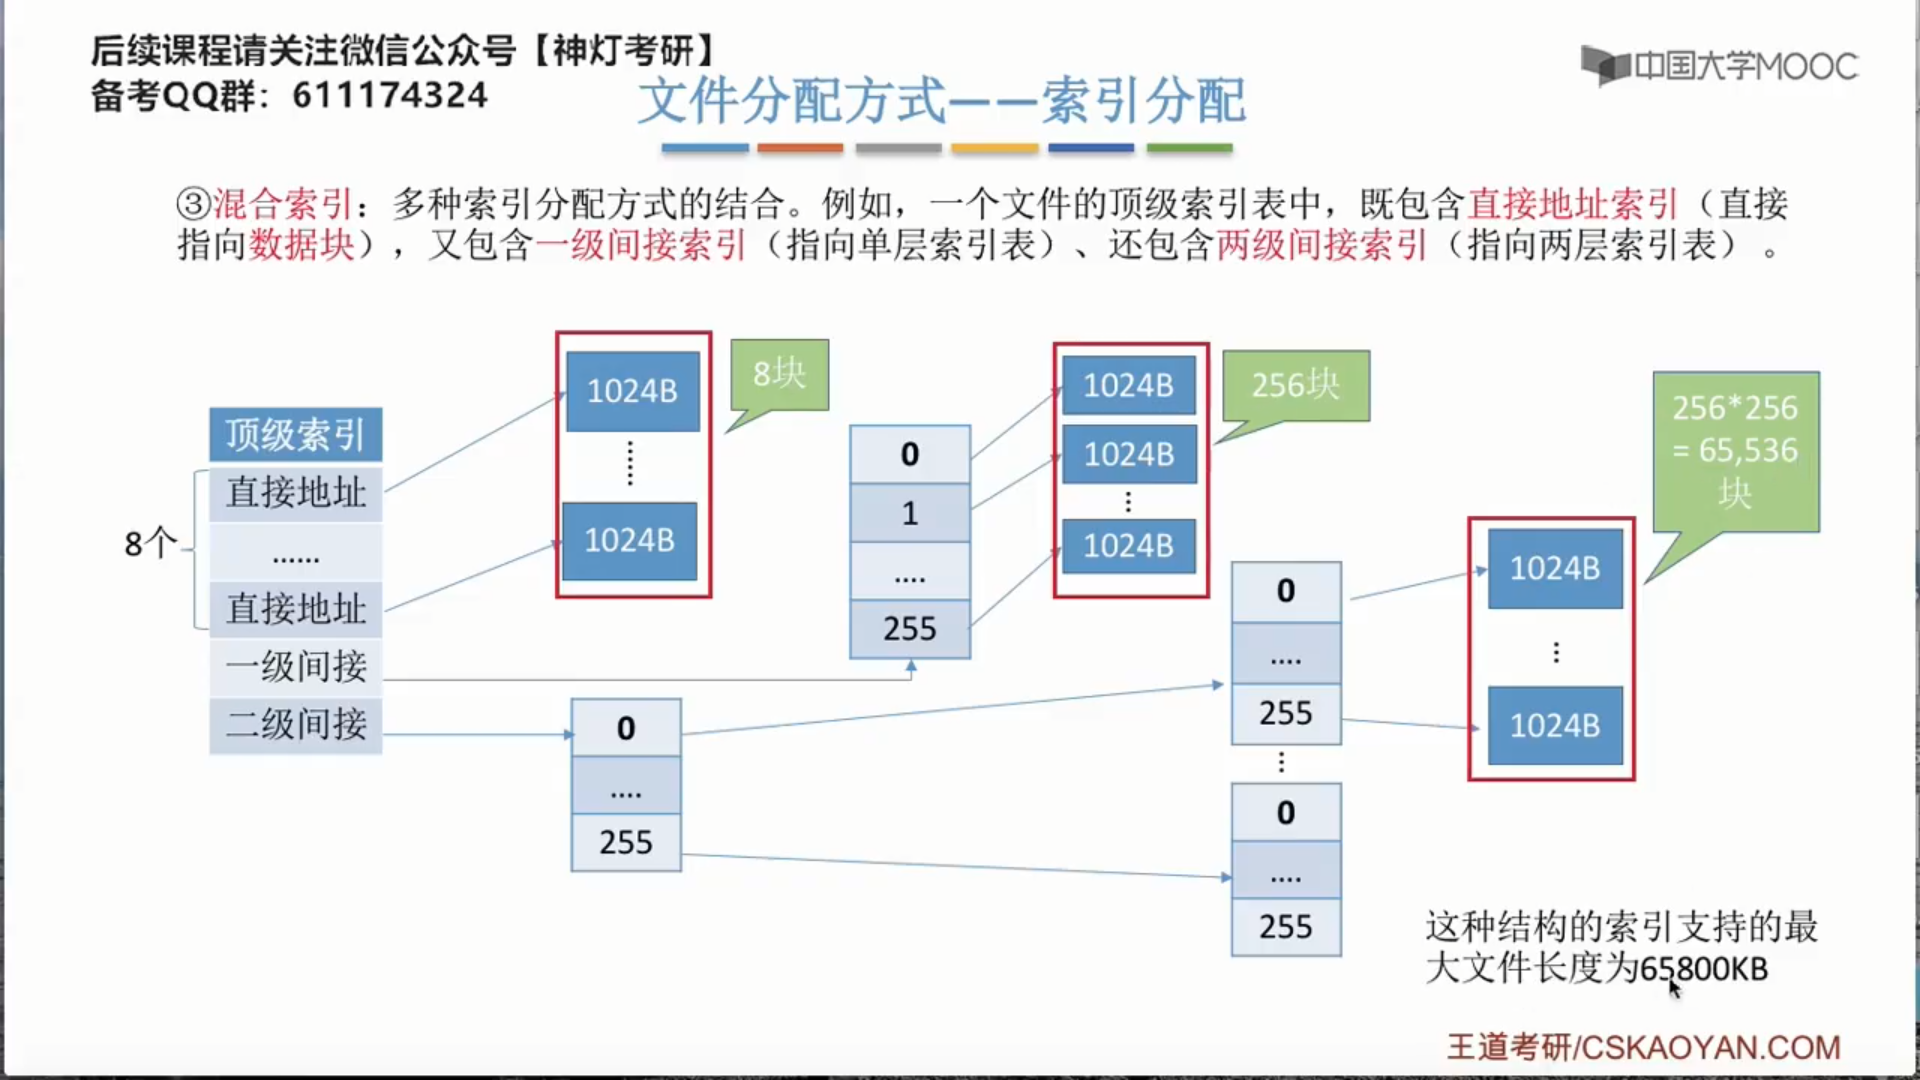 后续课程请关注微信公众号【神灯考研】
备考QQ群：611174324
中国大学MOOC
文件分配方式——索引分配
③混合索引：多种索引分配方式的结合。例如，一个文件的顶级索引表中，既包含直接地址索引（直接
指向数据块），又包含一级间接索引（指向单层索引表）、还包含两级间接索引（指向两层索引表）。
顶级索引
直接地址
......
直接地址
一级间接
二级间接
8个
1024B
1024B
8块
0
1
....
255
1024B
1024B
1024B
256块
0
....
255
0
....
255
0
....
255
1024B
1024B
256*256
= 65,536
块
这种结构的索引支持的最
大文件长度为65800KB
王道考研/CSKAOYAN.COM